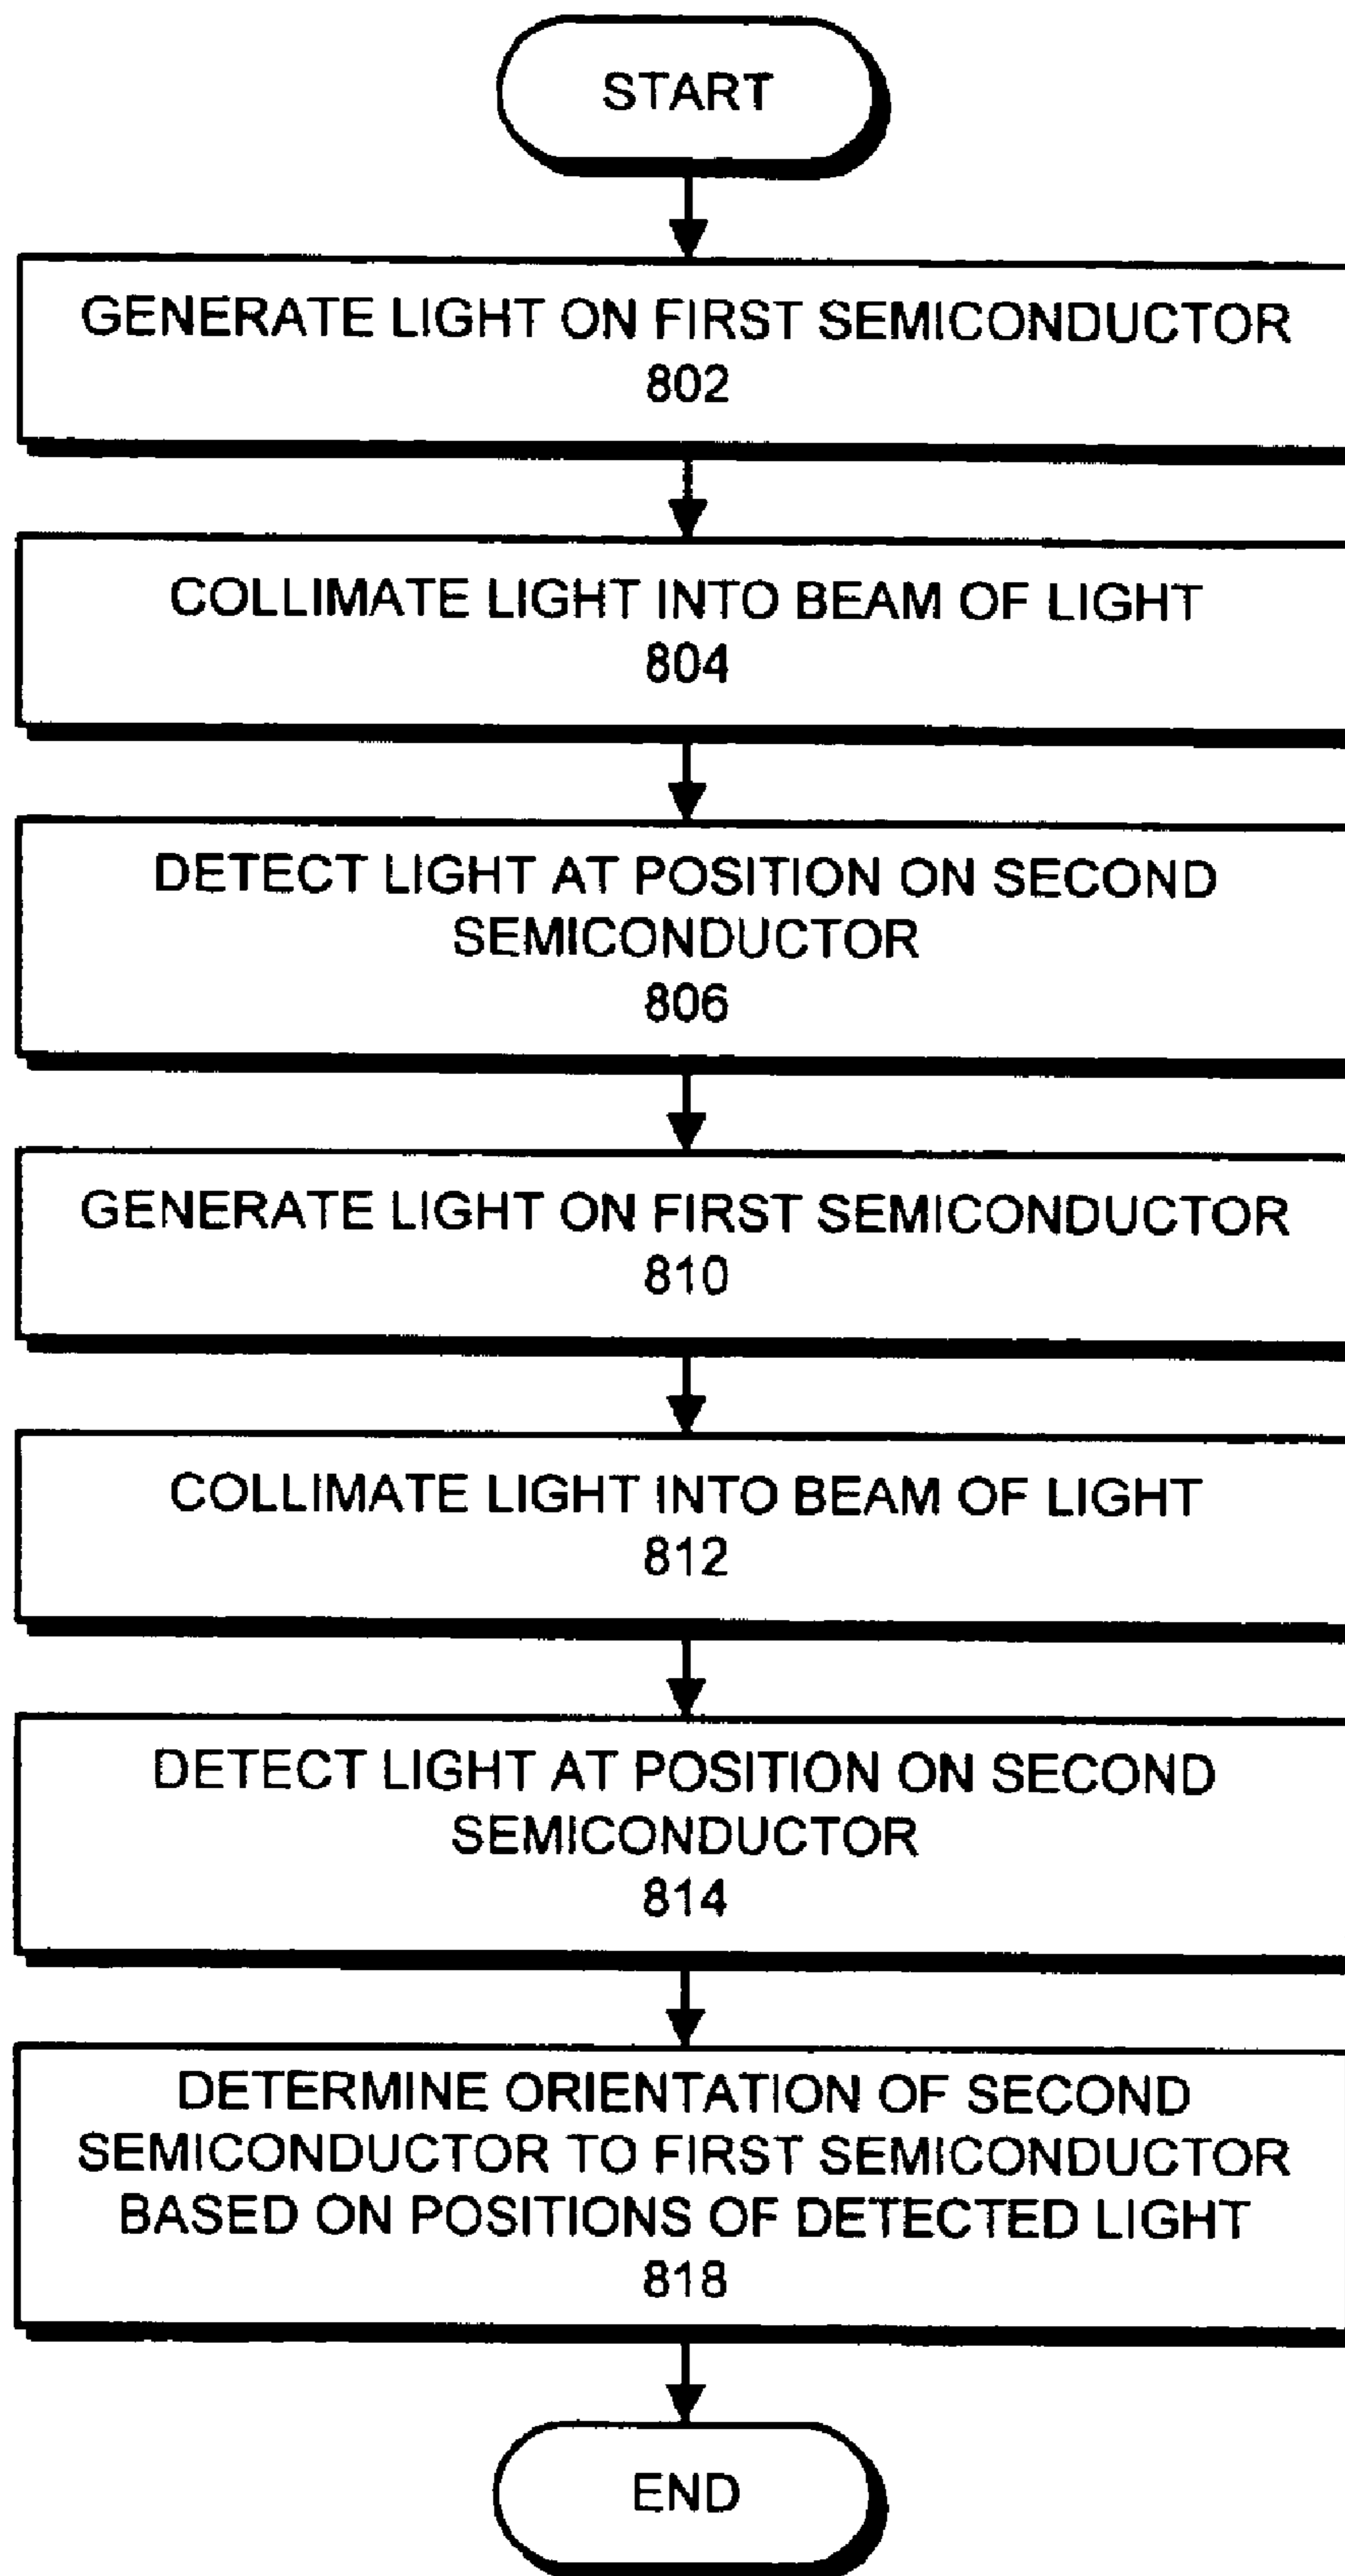 START
GENERATE LIGHT ON FIRST SEMICONDUCTOR
802
COLLIMATE LIGHT INTO BEAM OF LIGHT
804
DETECT LIGHT AT POSITION ON SECOND
SEMICONDUCTOR
806
GENERATE LIGHT ON FIRST SEMICONDUCTOR
810
COLLIMATE LIGHT INTO BEAM OF LIGHT
812
DETECT LIGHT AT POSITION ON SECOND
SEMICONDUCTOR
814
DETERMINE ORIENTATION OF SECOND
SEMICONDUCTOR TO FIRST SEMICONDUCTOR
BASED ON POSITIONS OF DETECTED LIGHT
818
END